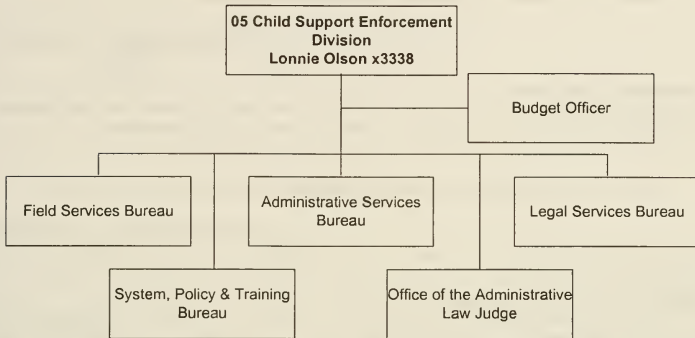 05 Child Support Enforcement
Division
Lonnie Olson x3338
Budget Officer
Field Services Bureau
Administrative Services
Bureau
Legal Services Bureau
System, Policy & Training
Bureau
Office of the Administrative
Law Judge